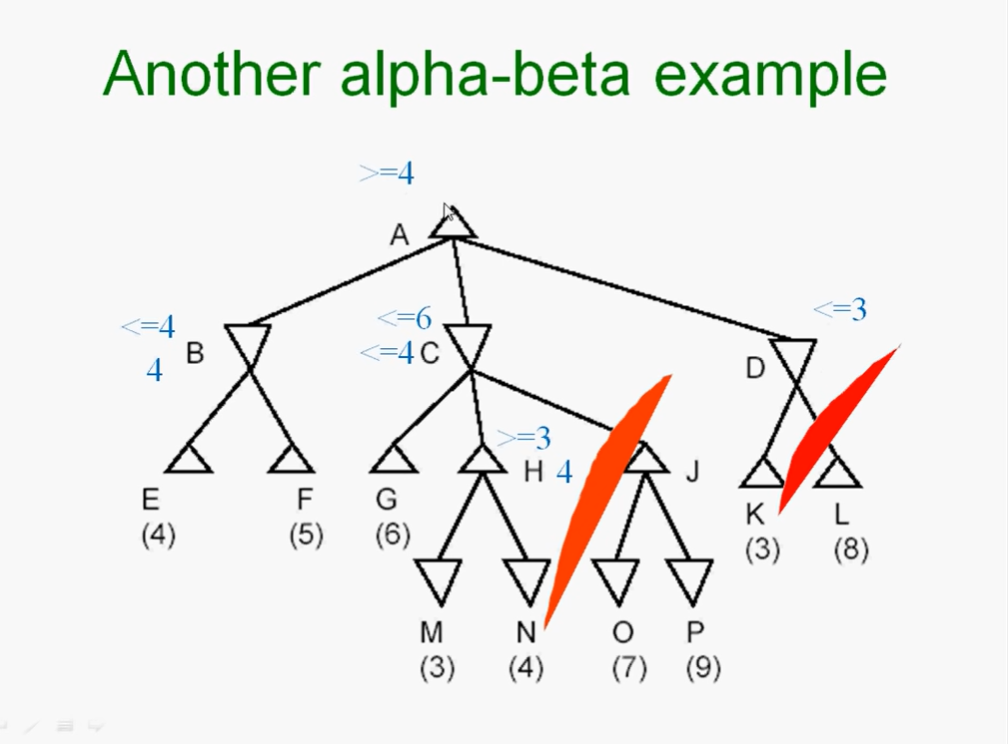 Another alpha-beta example
>=4
A
<=4
<=6
<=3
B
4
<=4 C
D
>=3
H 4
J
E
F
G
K
L
(4)
(5)
(6)
(3)
(8)
M
N
O
P
(3)
(4)
(7)
(9)